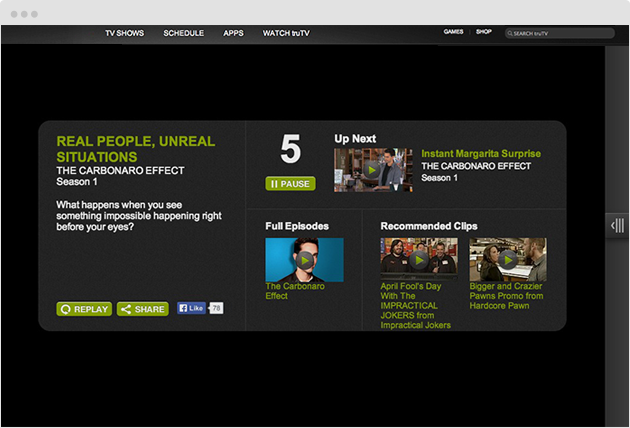 TV SHOWS SCHEDULE APPS WATCH truTV GAMES SHOP SEARCH truTV
REAL PEOPLE, UNREAL
SITUATIONS
THE CARBONARO EFFECT
Season 1
What happens when you see
something impossible happening right
before your eyes?
REPLAY SHARE Like 78
5
PAUSE
Up Next
Instant Margarita Surprise
THE CARBONARO EFFECT
Season 1
Full Episodes
The Carbonaro
Effect
Recommended Clips
April Fool's Day
With The
IMPRACTICAL
JOKERS from
Impractical Jokers
Bigger and Crazier
Pawns Promo from
Hardcore Pawn